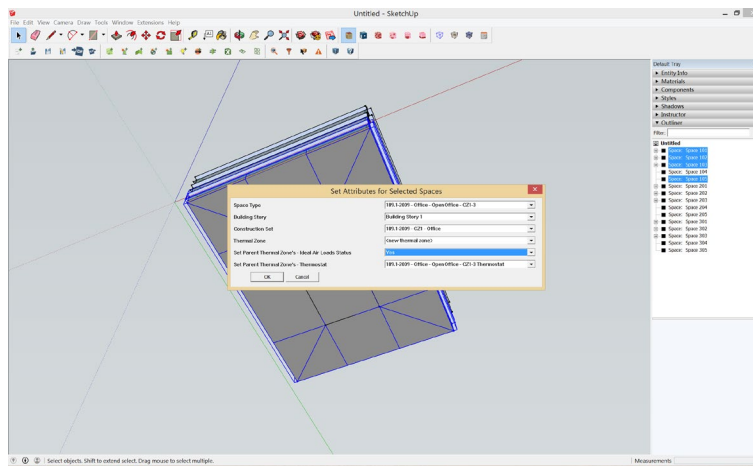 Untitled - SketchUp
File Edit View Camera Draw Tools Window Extensions Help
Default Tray
Entity Info
Materials
Components
Styles
Shadows
Instructor
Outliner
Filter:
Untitled
Space: Space 101
Space: Space 102
Space: Space 103
Space: Space 104
Space: Space 105
Space: Space 201
Space: Space 202
Space: Space 203
Space: Space 204
Space: Space 205
Space: Space 301
Space: Space 302
Space: Space 303
Space: Space 304
Space: Space 305
Set Attributes for Selected Spaces
Space Type
189.1-2009 - Office - OpenOffice - CZ1-3
Building Story
Building Story 1
Construction Set
189.1-2009 - CZ1 - Office
Thermal Zone
<new thermal zone>
Set Parent Thermal Zone's - Ideal Air Loads Status
Yes
Set Parent Thermal Zone's - Thermostat
189.1-2009 - Office - OpenOffice - CZ1-3 Thermostat
OK Cancel
Select objects. Shift to extend select. Drag mouse to select multiple.
Measurements